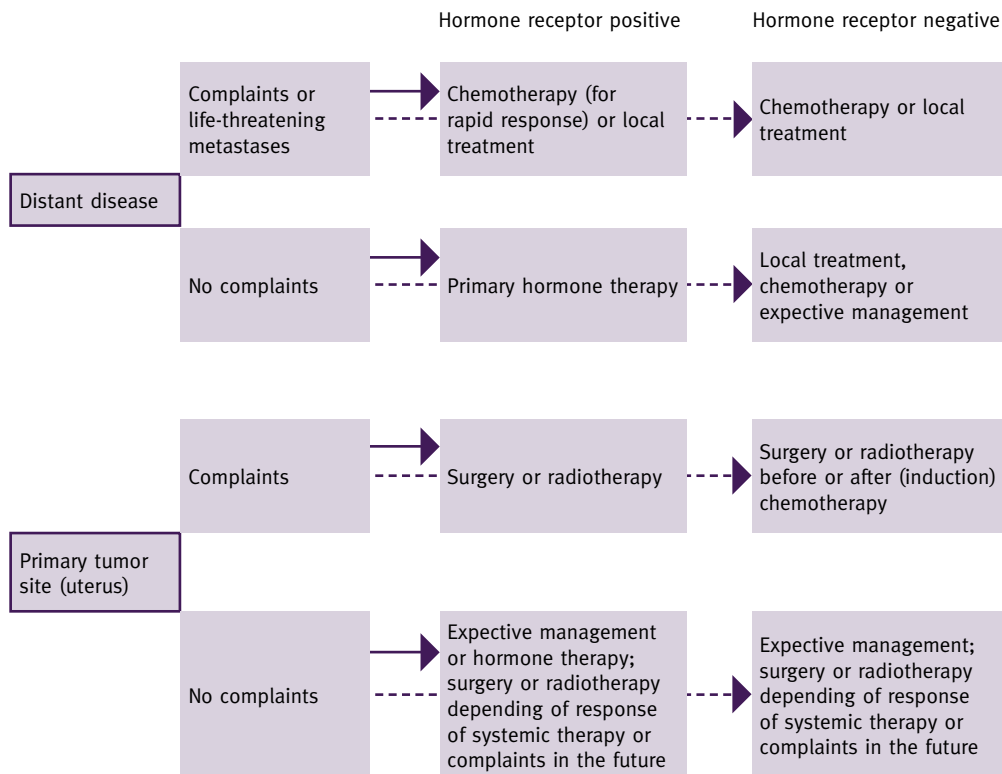 Hormone receptor positive
Hormone receptor negative
Distant disease
Complaints or
life-threatening
metastases
Chemotherapy (for
rapid response) or local
treatment
Chemotherapy or local
treatment
No complaints
Primary hormone therapy
Local treatment,
chemotherapy or
expective management
Primary tumor
site (uterus)
Complaints
Surgery or radiotherapy
Surgery or radiotherapy
before or after (induction)
chemotherapy
No complaints
Expective management
or hormone therapy;
surgery or radiotherapy
depending of response
of systemic therapy or
complaints in the future
Expective management;
surgery or radiotherapy
depending of response
of systemic therapy or
complaints in the future